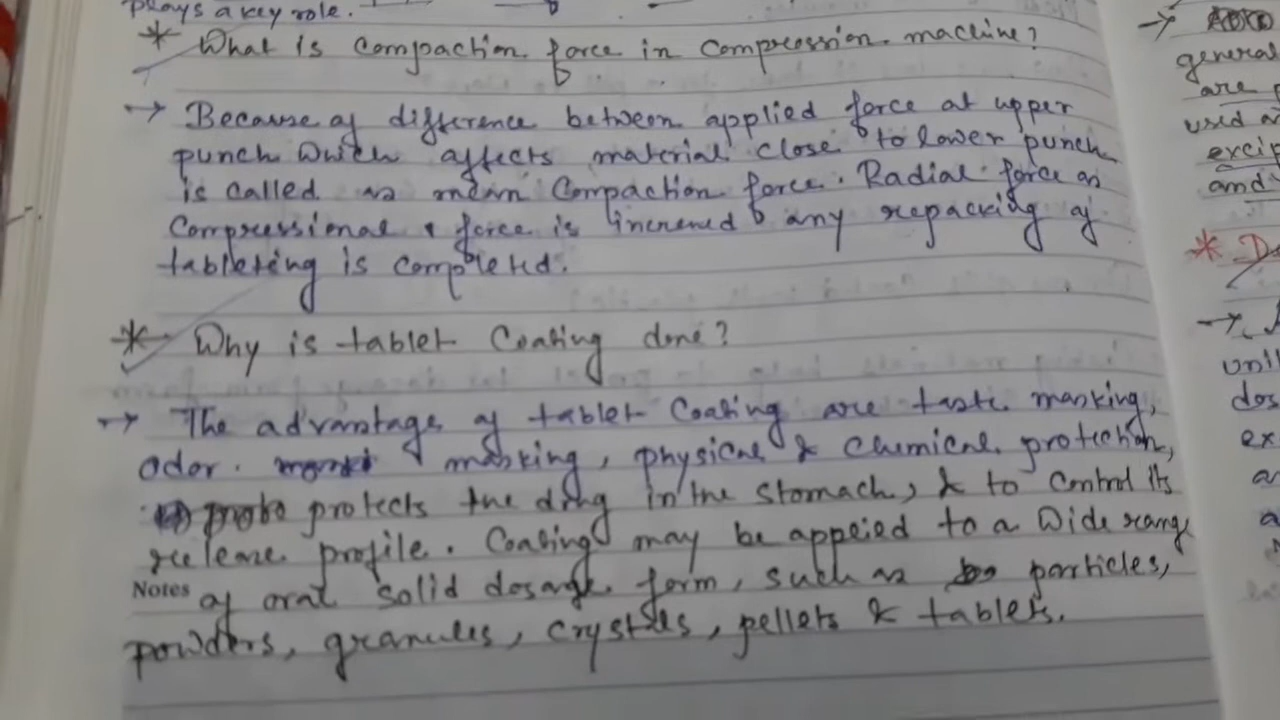 plays a key role.
* What is Compaction force in Compression machine?
→ Because of difference between applied force at upper
punch which affects material close to lower punch
is called as mean Compaction force. Radial force as
Compressional force is increased any repacking of
tableting is completed.
* Why is tablet Coating done?
→ The advantage of tablet Coating are taste masking,
odor masking, physical & chemical protection,
protects the drug in the stomach, & to control its
release profile. Coating may be applied to a wide range
Notes
of oral solid dosage form, such as particles,
powders, granules, crystals, pellets & tablets.
→
general
are
used
excip
and
* D
→
unli
dos
ex
a
a